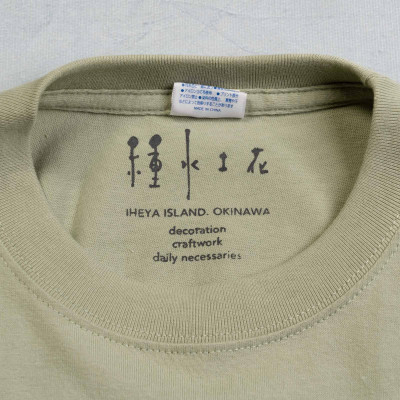 種水土花
IHEYA ISLAND. OKINAWA
decoration
craftwork
daily necessaries